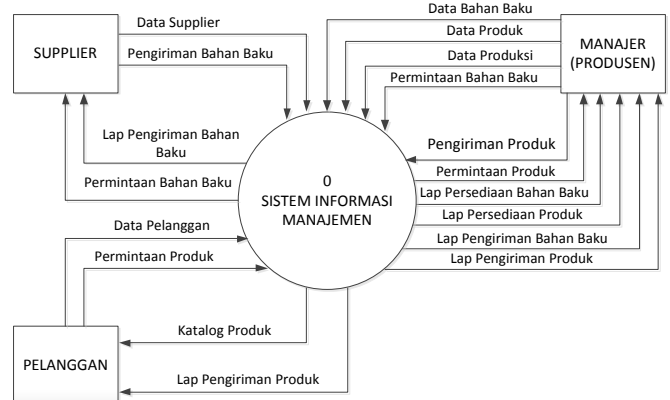 Data Bahan Baku
Data Supplier
Data Produk
SUPPLIER
MANAJER
(PRODUSEN)
Pengiriman Bahan Baku
Data Produksi
Permintaan Bahan Baku
Lap Pengiriman Bahan
Baku
Pengiriman Produk
Permintaan Produk
Permintaan Bahan Baku
0
SISTEM INFORMASI
MANAJEMEN
Lap Persediaan Bahan Baku
Lap Persediaan Produk
Data Pelanggan
Lap Pengiriman Bahan Baku
Permintaan Produk
Lap Pengiriman Produk
Katalog Produk
PELANGGAN
Lap Pengiriman Produk